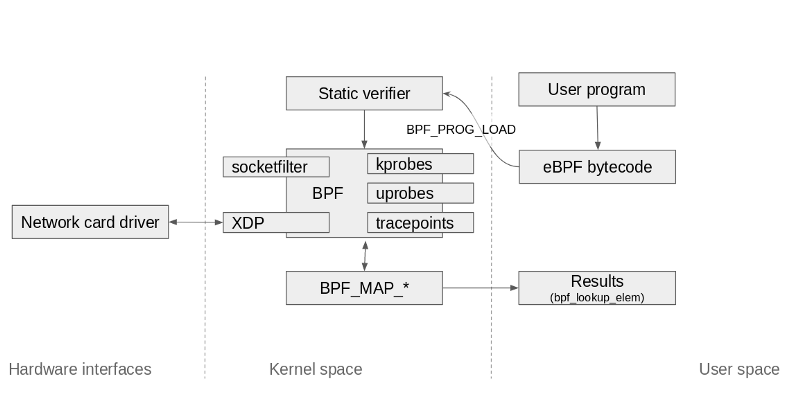 Static verifier
User program
BPF_PROG_LOAD
socketfilter
kprobes
eBPF bytecode
BPF
uprobes
Network card driver
XDP
tracepoints
BPF_MAP_*
Results
(bpf_lookup_elem)
Hardware interfaces
Kernel space
User space